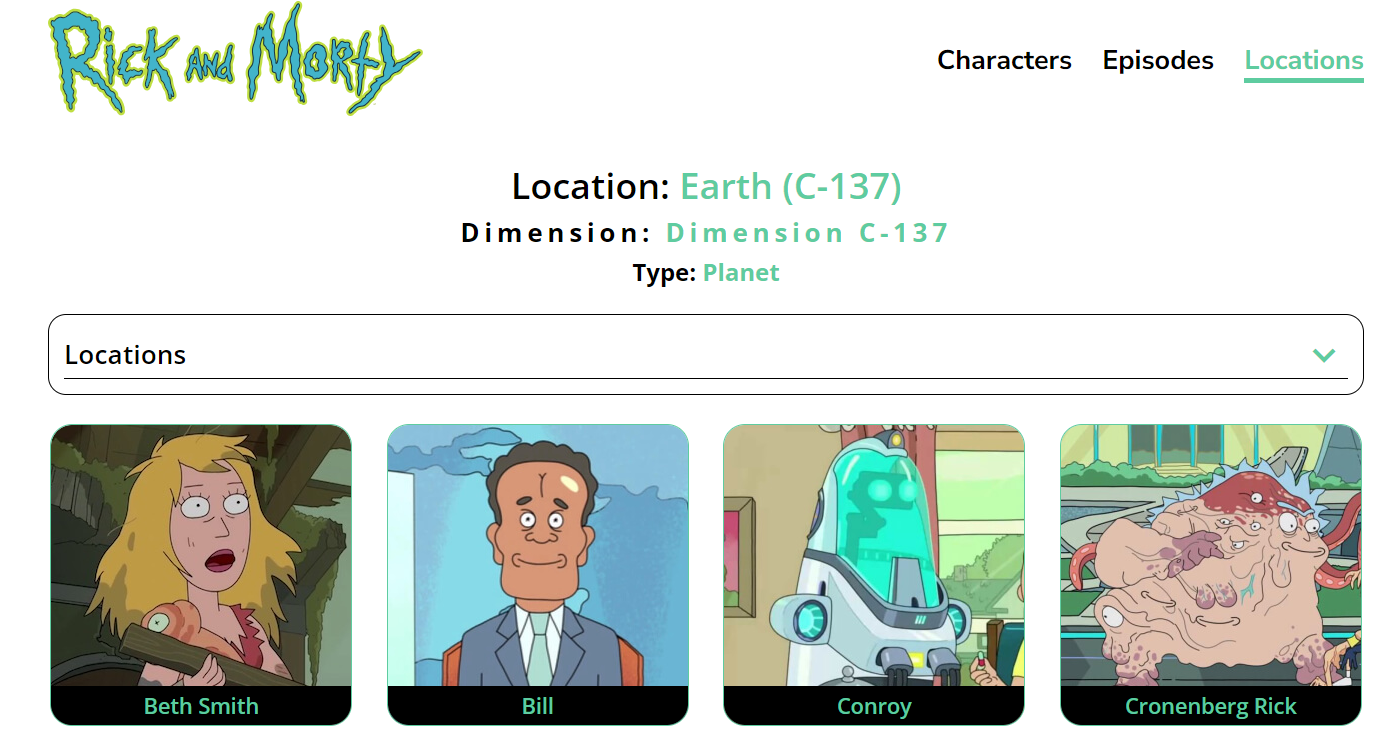 Rick and Morty
Characters Episodes Locations
Location: Earth (C-137)
Dimension: Dimension C-137
Type: Planet
Locations
Beth Smith
Bill
Conroy
Cronenberg Rick